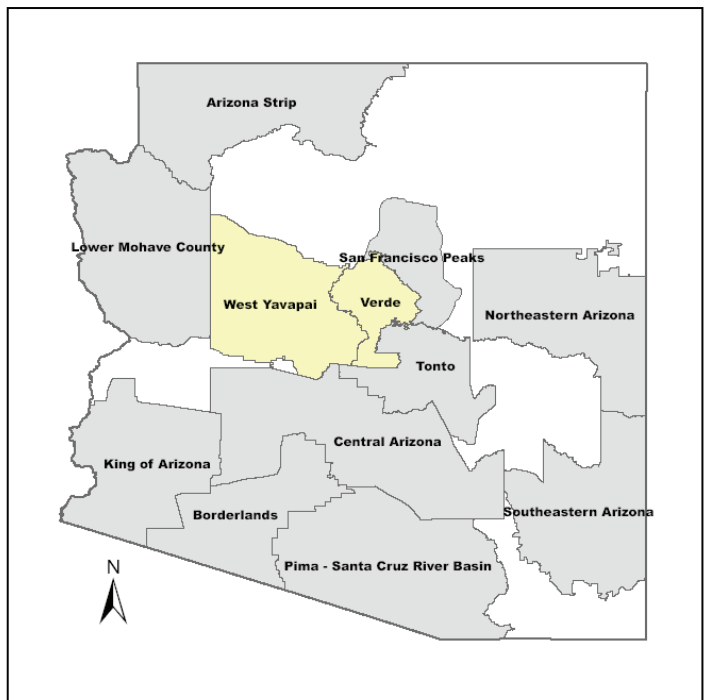 Arizona Strip
Lower Mohave County
San Francisco Peaks
West Yavapai
Verde
Northeastern Arizona
Tonto
Central Arizona
King of Arizona
Borderlands
Southeastern Arizona
Pima - Santa Cruz River Basin
N